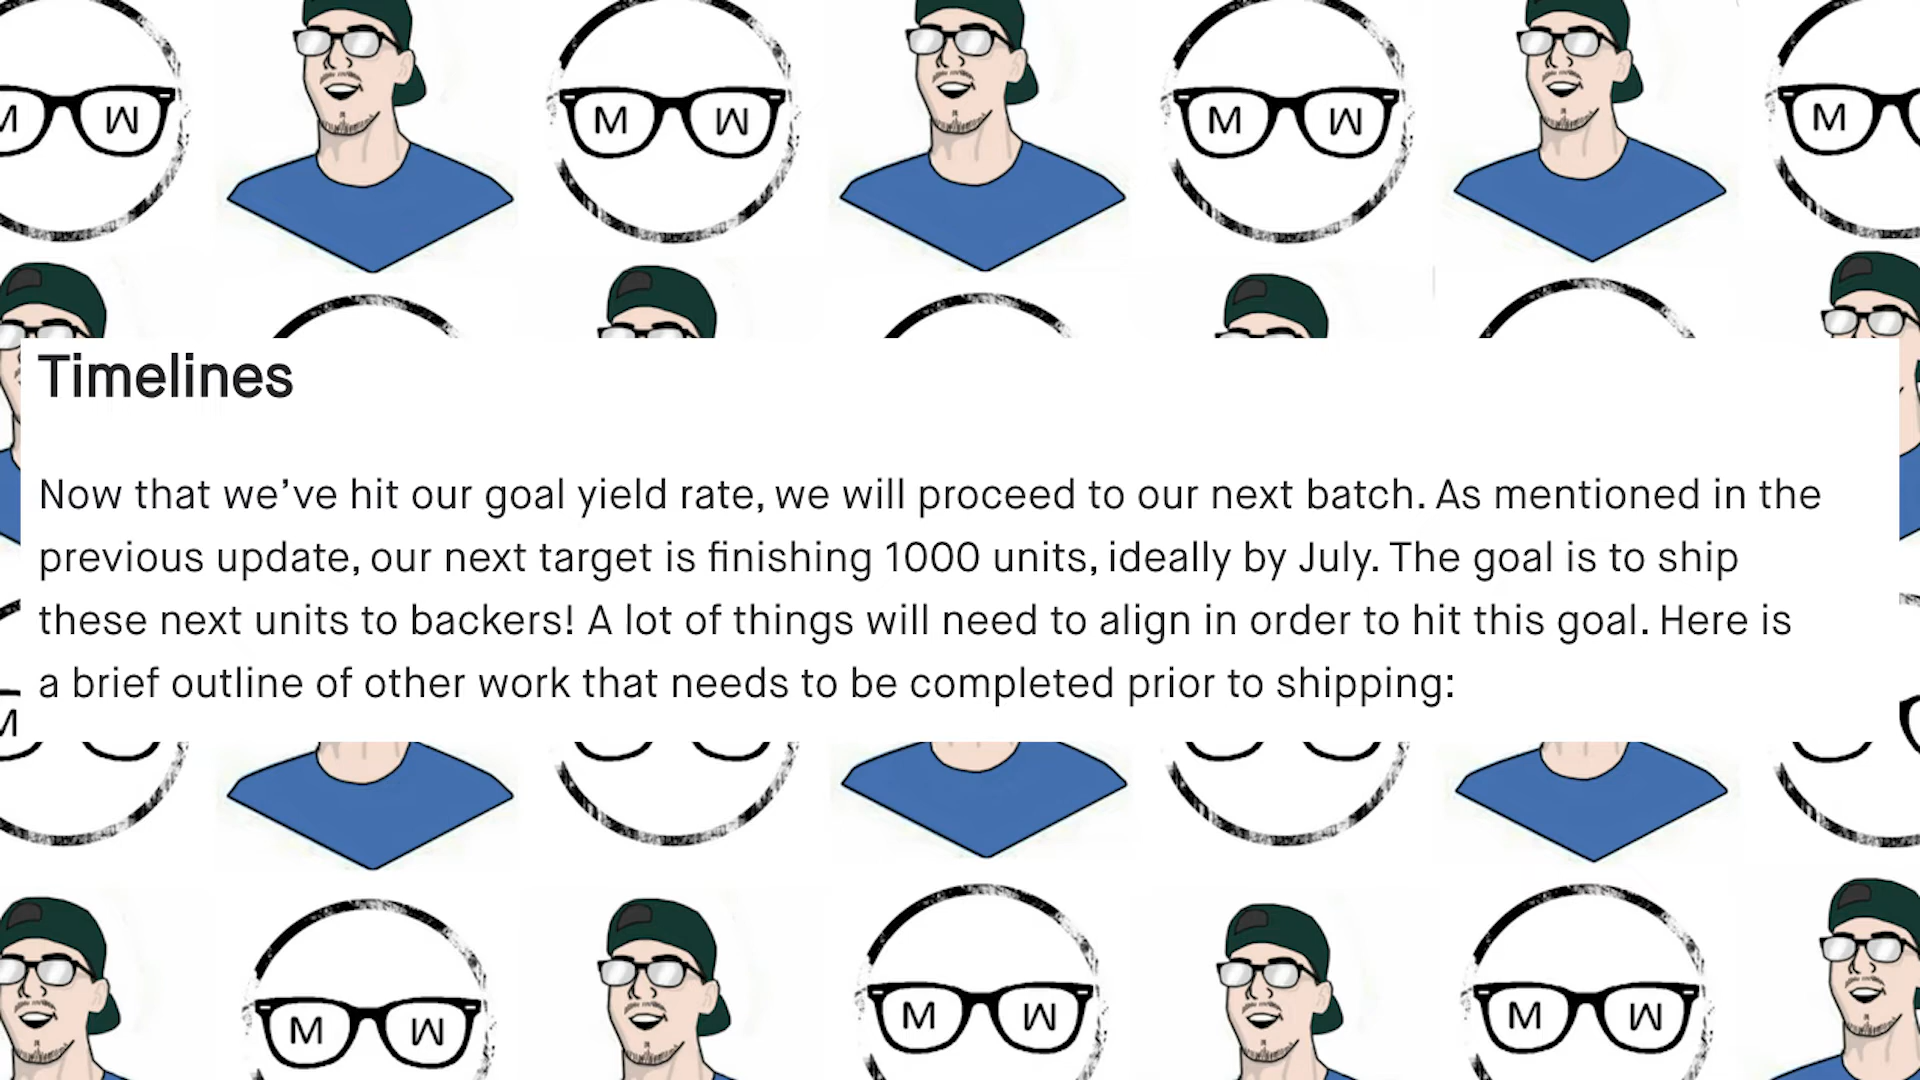 M M
M M
M M
M
Timelines
Now that we’ve hit our goal yield rate, we will proceed to our next batch. As mentioned in the
previous update, our next target is finishing 1000 units, ideally by July. The goal is to ship
these next units to backers! A lot of things will need to align in order to hit this goal. Here is
a brief outline of other work that needs to be completed prior to shipping:
M M
M M
M M